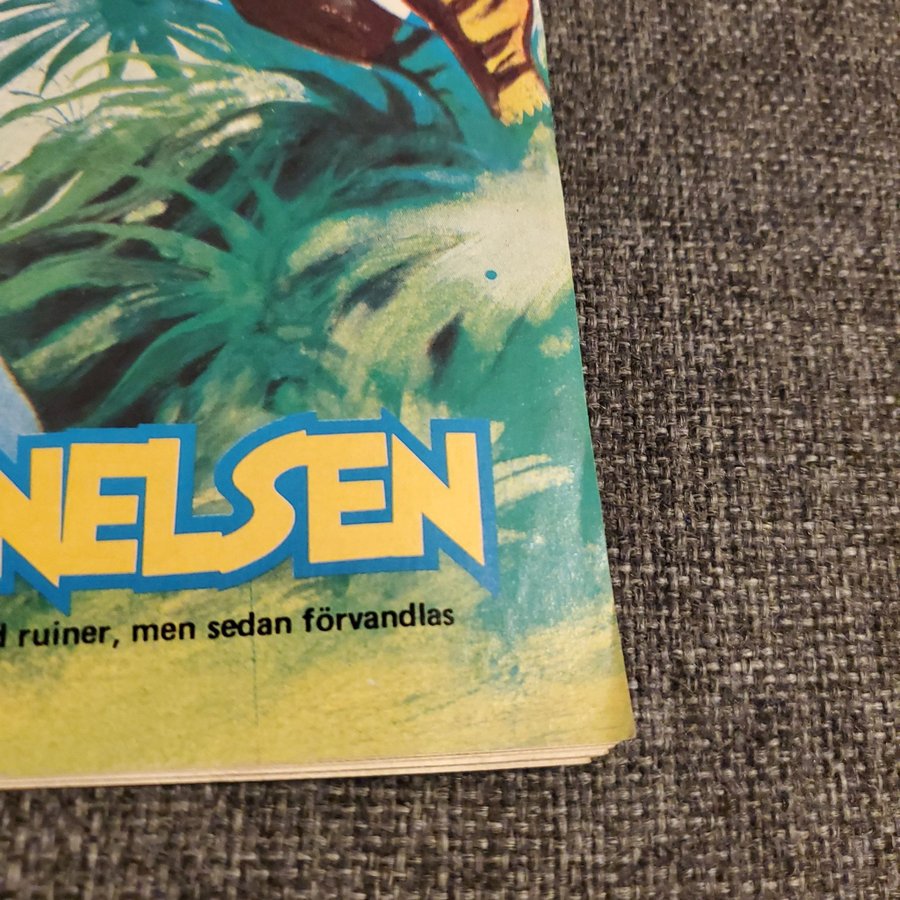 NELSEN
ruiner, men sedan förvandlas